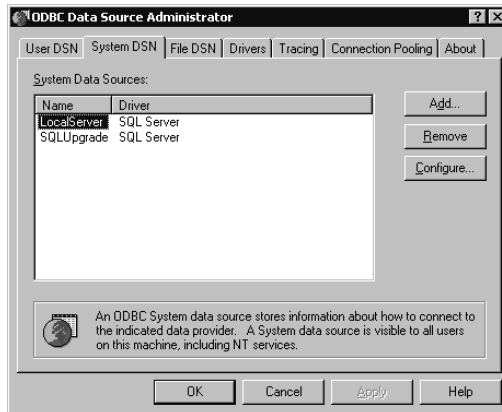 ODBC Data Source Administrator
User DSN System DSN File DSN Drivers Tracing Connection Pooling About
System Data Sources:
Name Driver
LocalServer SQL Server
SQLUpgrade SQL Server
Add...
Remove
Configure...
An ODBC System data source stores information about how to connect to
the indicated data provider. A System data source is visible to all users
on this machine, including NT services.
OK Cancel Apply Help